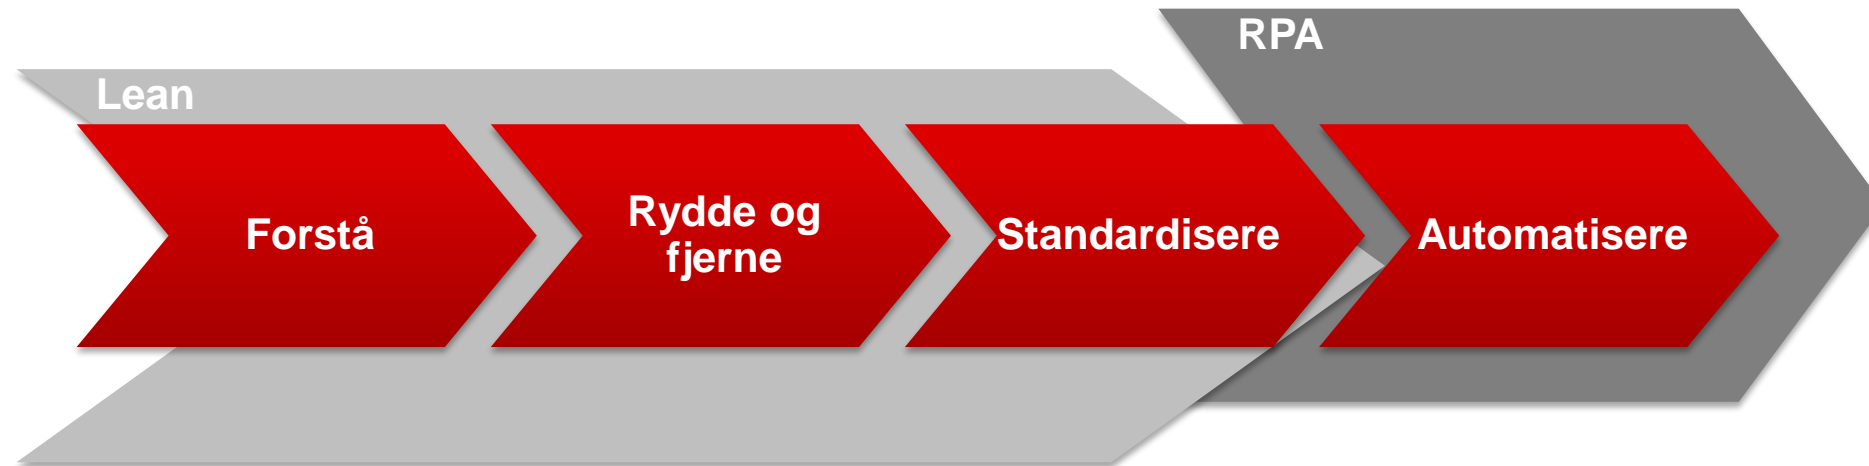 RPA
Lean
Forstå
Rydde og
fjerne
Standardisere
Automatisere